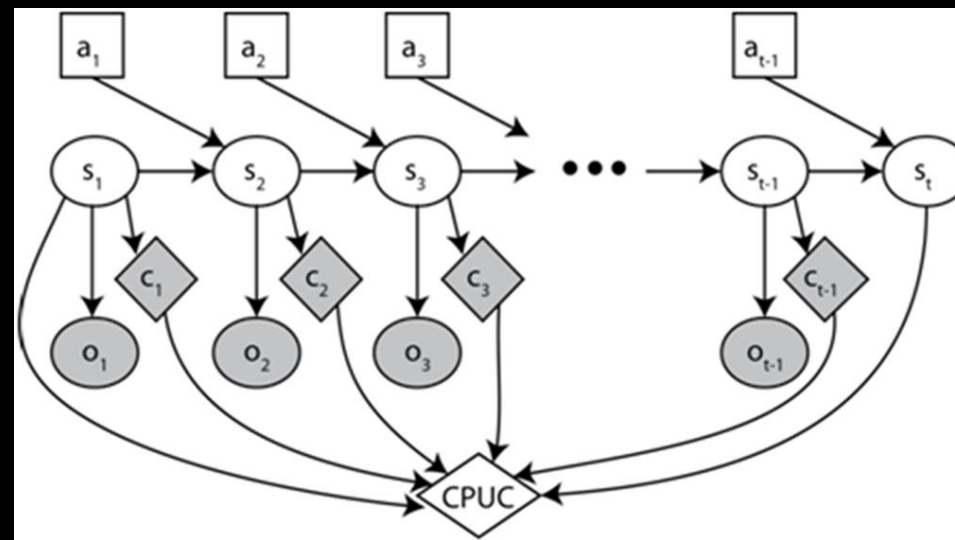 a1 a2 a3 at-1
s1 s2 s3 ••• st-1 st
c1 c2 c3 ct-1
o1 o2 o3 ot-1
CPUC